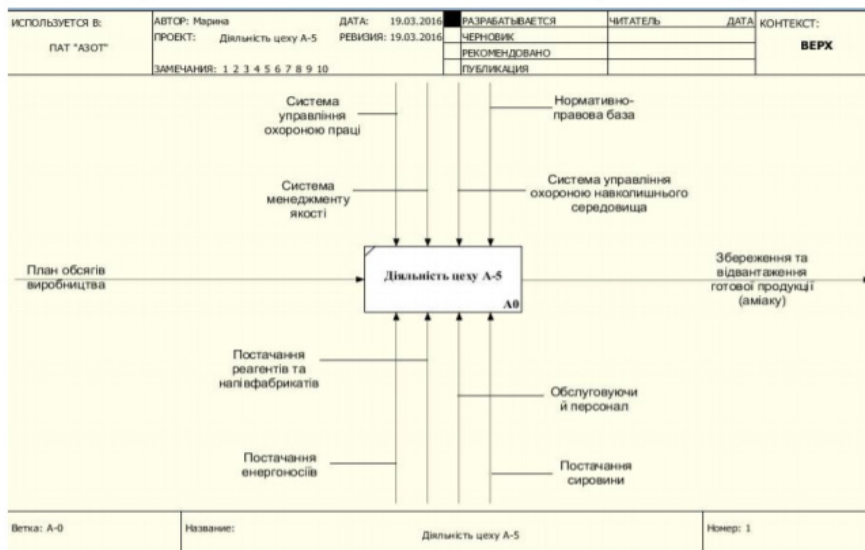 ИСПОЛЬЗУЕТСЯ В:
ПАТ "АЗОТ"
АВТОР: Марина
ДАТА: 19.03.2016
ПРОЕКТ: Діяльність цеху А-5
РЕВИЗИЯ: 19.03.2016
ЗАМЕЧАНИЯ: 1 2 3 4 5 6 7 8 9 10
РАЗРАБАТЫВАЕТСЯ
ЧЕРНОВИК
РЕКОМЕНДОВАНО
ПУБЛИКАЦИЯ
ЧИТАТЕЛЬ
ДАТА
КОНТЕКСТ:
ВЕРХ
Система
управління
охороною праці
Нормативно-
правова база
Система
менеджменту
якості
Система управління
охороною навколишнього
середовища
План обсягів
виробництва
Діяльність цеху А-5
А0
Збереження та
відвантаження
готової продукції
(аміаку)
Постачання
реагентів та
напівфабрикатів
Обслуговуючи
й персонал
Постачання
енергоносіїв
Постачання
сировини
Ветка: А-0
Название:
Діяльність цеху А-5
Номер: 1